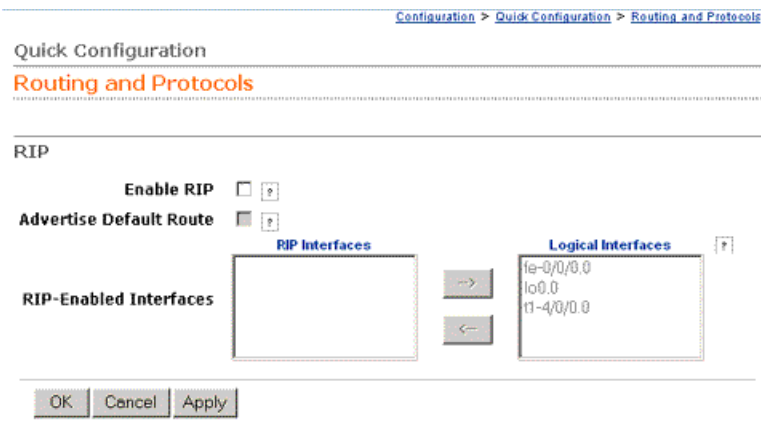 Configuration > Quick Configuration > Routing and Protocols
Quick Configuration
Routing and Protocols
RIP
Enable RIP ?
Advertise Default Route ?
RIP Interfaces Logical Interfaces ?
RIP-Enabled Interfaces
fe-0/0/0.0
lo0.0
t1-4/0/0.0
-->
<--
OK Cancel Apply